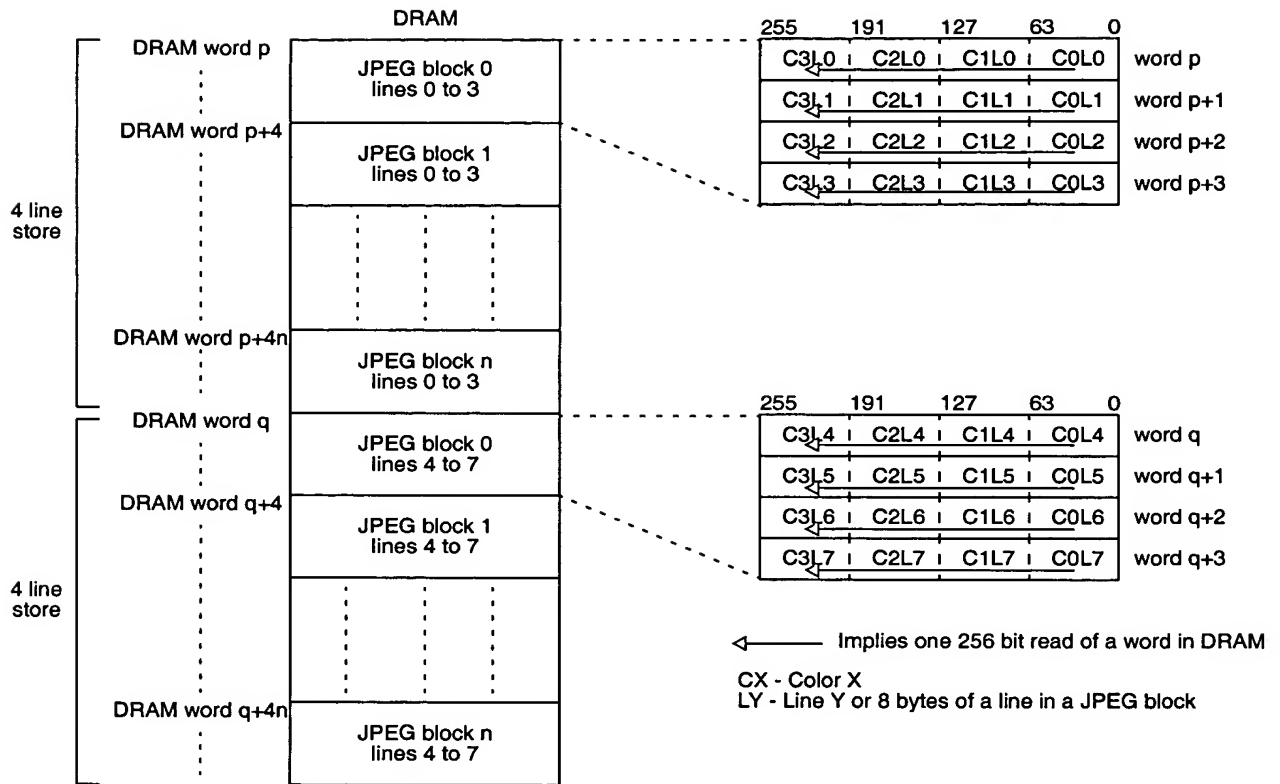 DRAM
DRAM word p
JPEG block 0
lines 0 to 3
DRAM word p+4
JPEG block 1
lines 0 to 3
4 line
store
DRAM word p+4n
JPEG block n
lines 0 to 3
DRAM word q
JPEG block 0
lines 4 to 7
DRAM word q+4
JPEG block 1
lines 4 to 7
4 line
store
DRAM word q+4n
JPEG block n
lines 4 to 7
255 191 127 63 0
C3L0 C2L0 C1L0 C0L0 word p
C3L1 C2L1 C1L1 C0L1 word p+1
C3L2 C2L2 C1L2 C0L2 word p+2
C3L3 C2L3 C1L3 C0L3 word p+3
255 191 127 63 0
C3L4 C2L4 C1L4 C0L4 word q
C3L5 C2L5 C1L5 C0L5 word q+1
C3L6 C2L6 C1L6 C0L6 word q+2
C3L7 C2L7 C1L7 C0L7 word q+3
Implies one 256 bit read of a word in DRAM
CX - Color X
LY - Line Y or 8 bytes of a line in a JPEG block